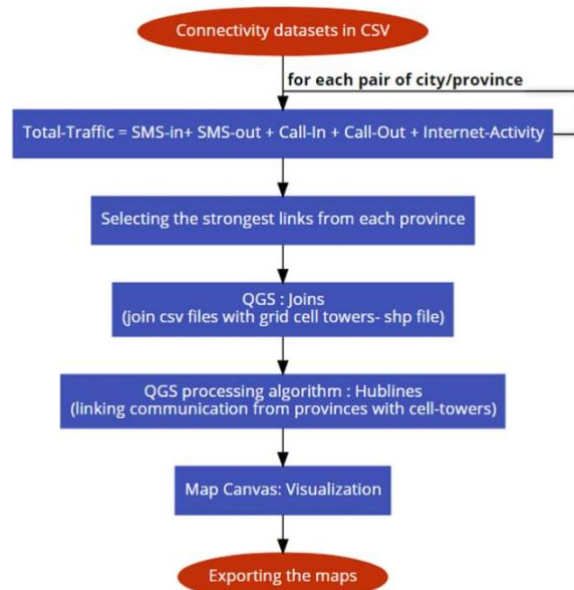 Connectivity datasets in CSV
for each pair of city/province
Total-Traffic = SMS-in+ SMS-out + Call-In + Call-Out + Internet-Activity
Selecting the strongest links from each province
QGS : Joins
(join csv files with grid cell towers- shp file)
QGS processing algorithm : Hublines
(linking communication from provinces with cell-towers)
Map Canvas: Visualization
Exporting the maps